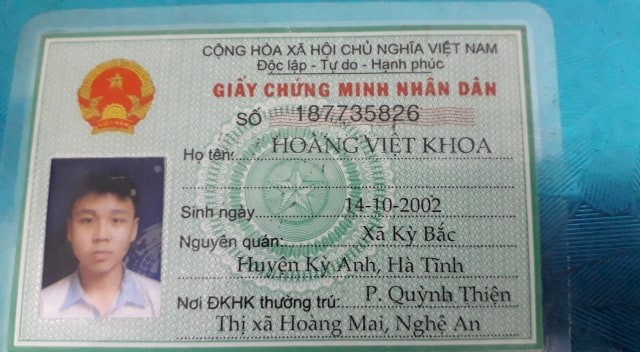 CỘNG HÒA XÃ HỘI CHỦ NGHĨA VIỆT NAM
Độc lập - Tự do - Hạnh phúc
GIẤY CHỨNG MINH NHÂN DÂN
SỐ 187735826
Họ tên: HOÀNG VIỆT KHOA
Sinh ngày 14-10-2002
Nguyên quán: Xã Kỳ Bắc
Huyện Kỳ Anh, Hà Tĩnh
Nơi ĐKHK thường trú: P. Quỳnh Thiện
Thị xã Hoàng Mai, Nghệ An